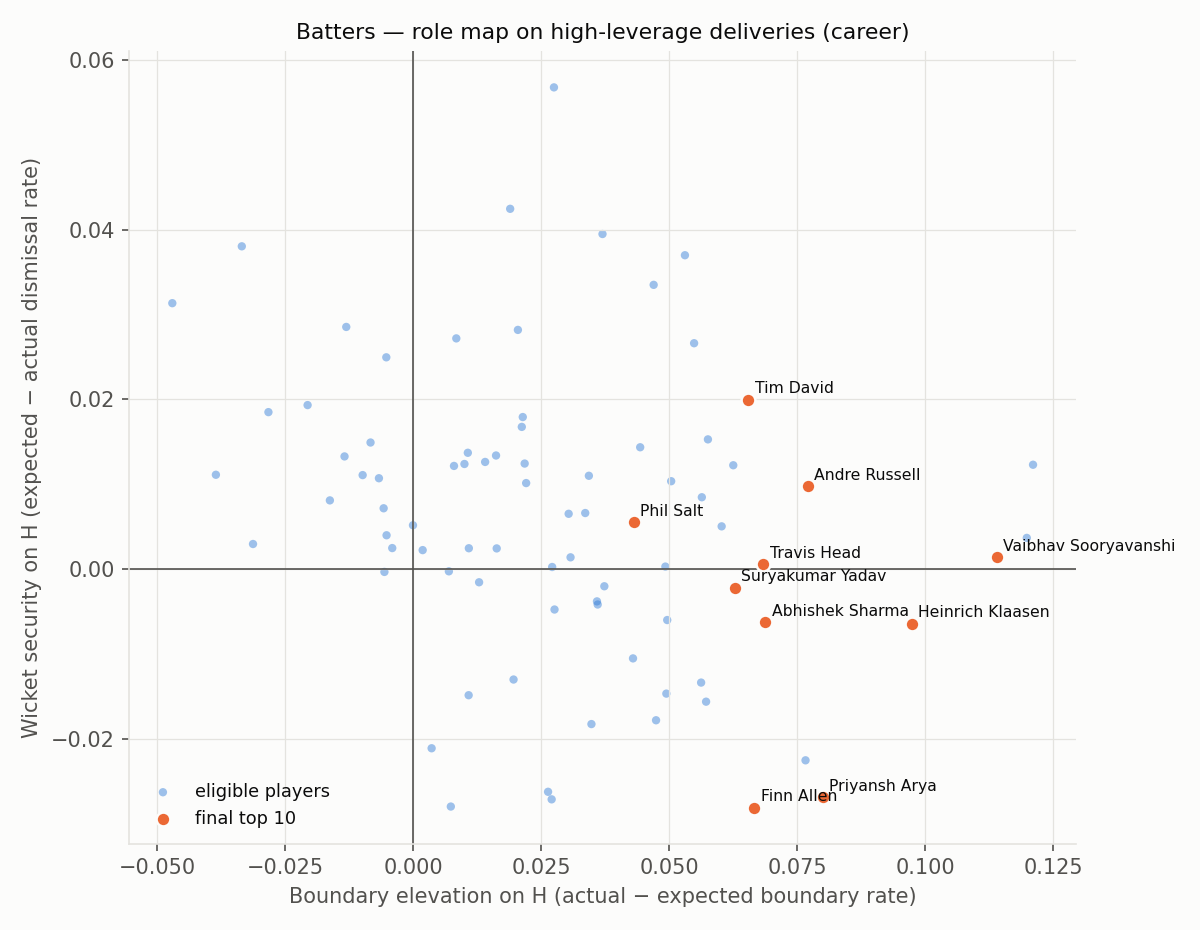 Batters — role map on high-leverage deliveries (career)
Wicket security on H (expected − actual dismissal rate)
0.06
0.04
0.02
0.00
−0.02
Tim David
Andre Russell
Phil Salt
Vaibhav Sooryavanshi
Travis Head
Suryakumar Yadav
Abhishek Sharma
Heinrich Klaasen
Priyansh Arya
Finn Allen
eligible players
final top 10
−0.050
−0.025
0.000
0.025
0.050
0.075
0.100
0.125
Boundary elevation on H (actual − expected boundary rate)